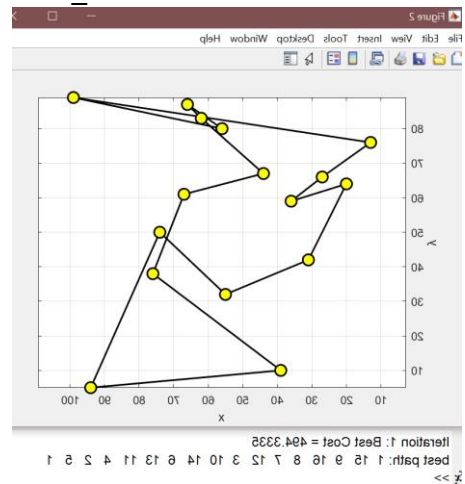 Figure 2
File Edit View Insert Tools Desktop Window Help
80
70
60
50
40
30
20
10
y
10 20 30 40 50 60 70 80 90 100
x
Iteration 1: Best Cost = 494.3335
best path: 1 15 9 16 8 7 12 3 10 14 6 13 11 4 2 5 1
fx >>